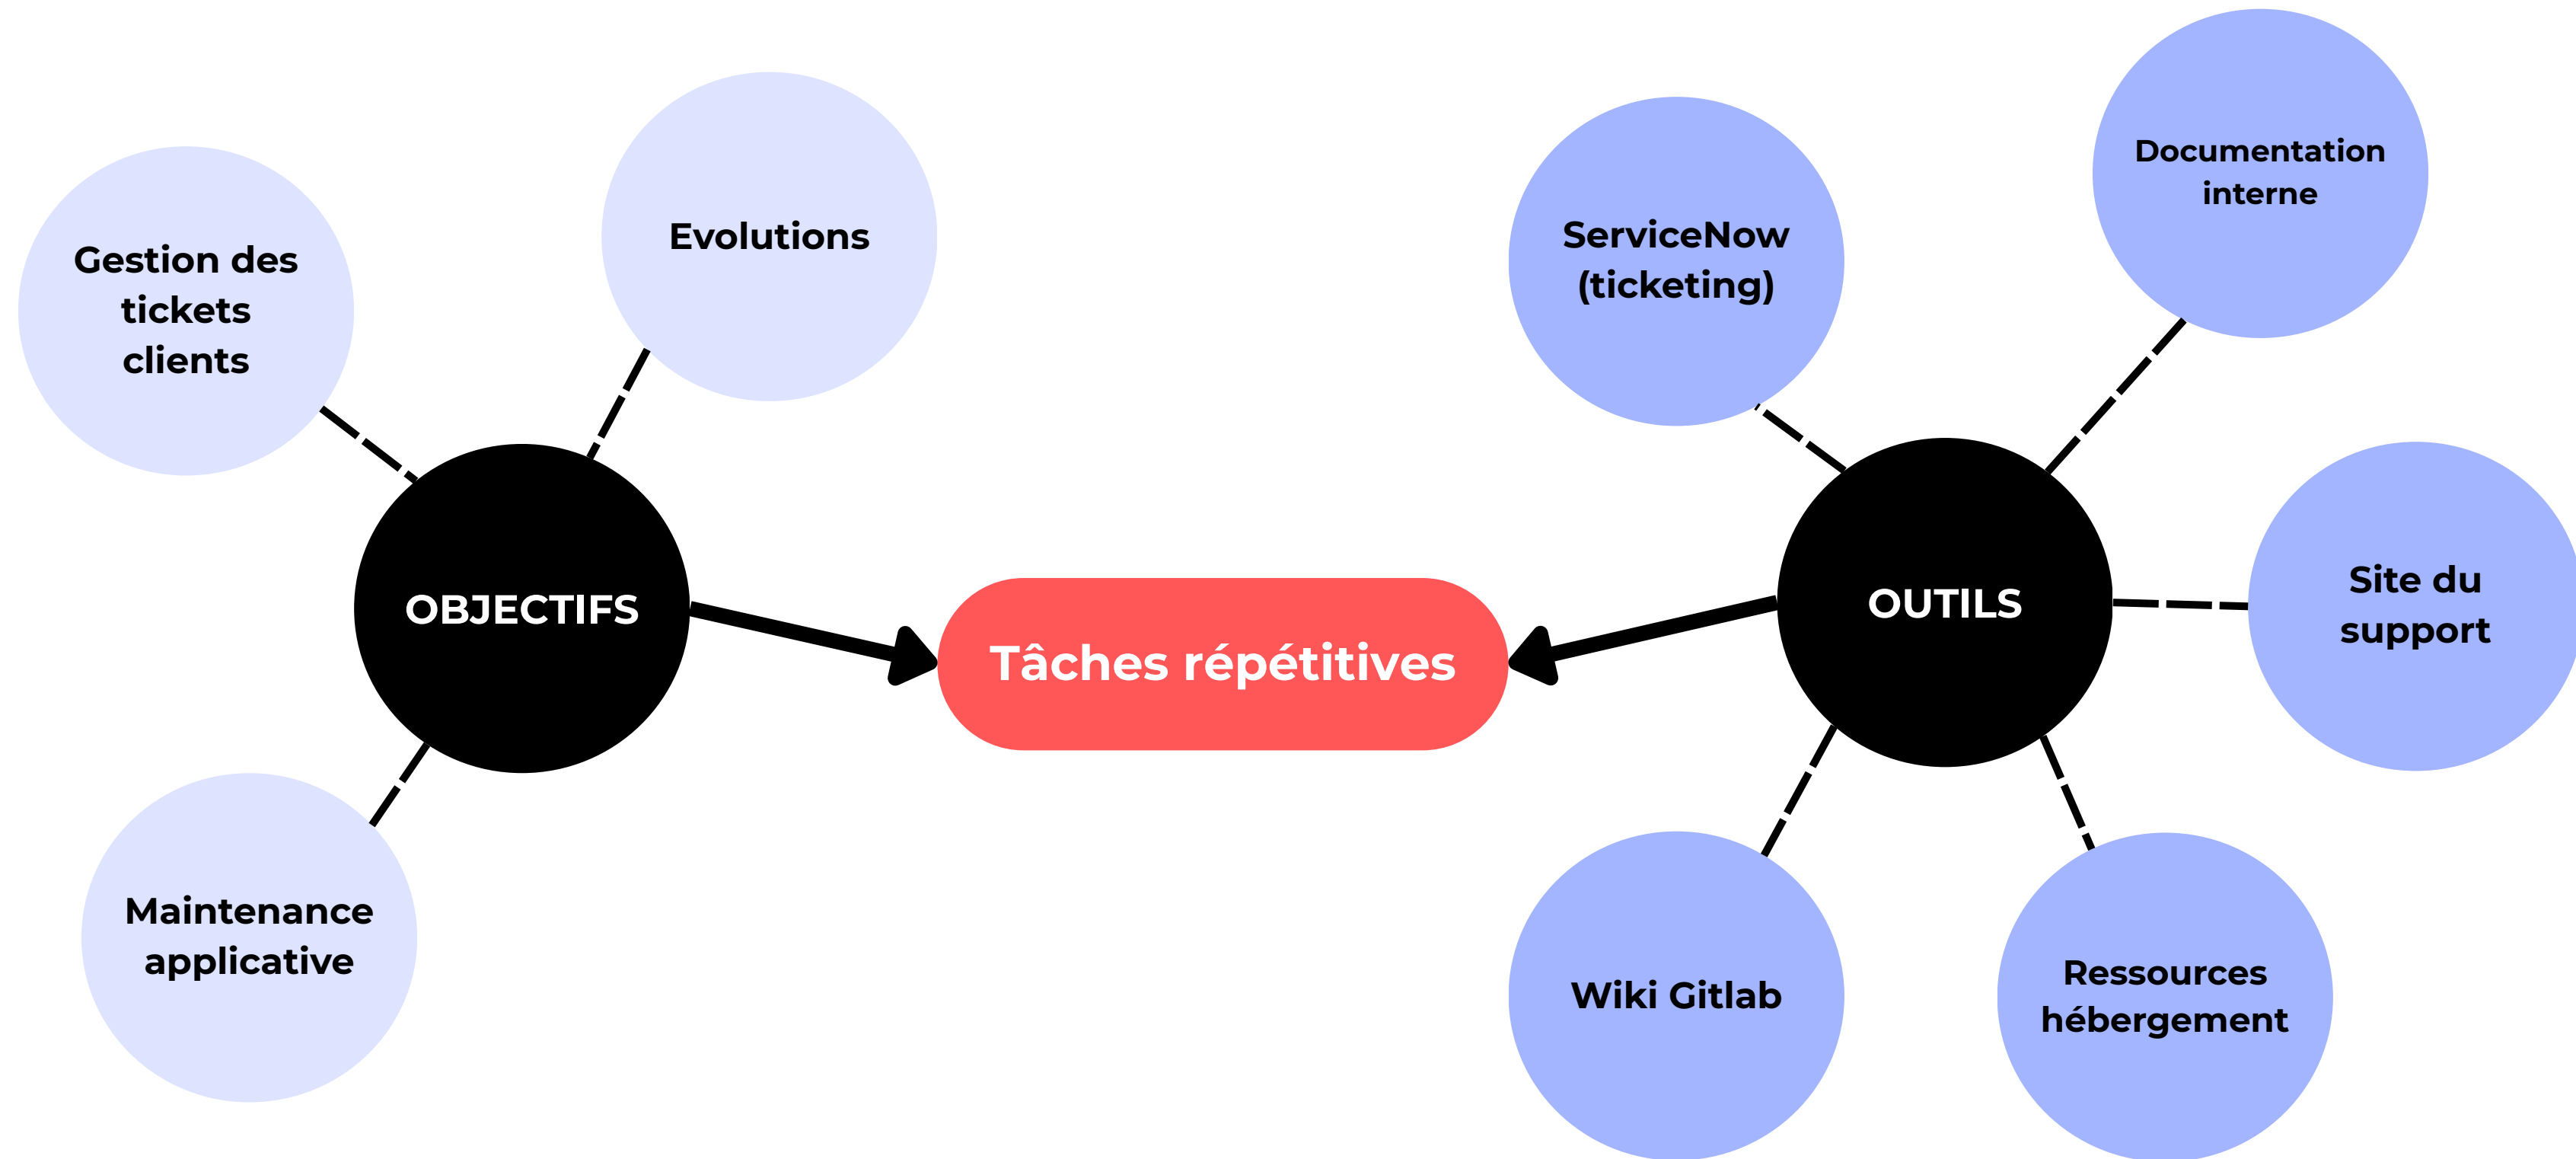 Gestion des
tickets
clients
Evolutions
OBJECTIFS
Maintenance
applicative
Tâches répétitives
ServiceNow
(ticketing)
Documentation
interne
OUTILS
Site du
support
Wiki Gitlab
Ressources
hébergement